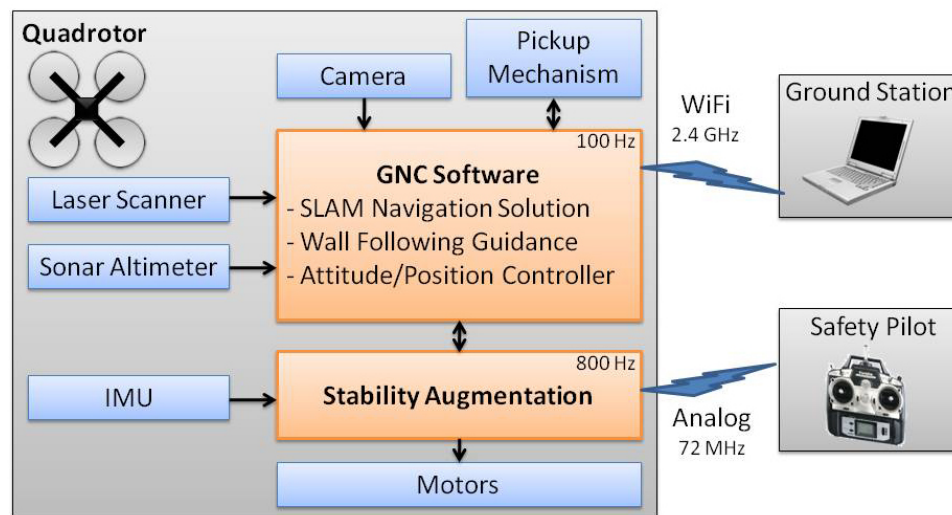 Quadrotor
Camera
Pickup
Mechanism
WiFi
2.4 GHz
Ground Station
100 Hz
GNC Software
- SLAM Navigation Solution
- Wall Following Guidance
- Attitude/Position Controller
Laser Scanner
Sonar Altimeter
Safety Pilot
800 Hz
IMU
Stability Augmentation
Analog
72 MHz
Motors